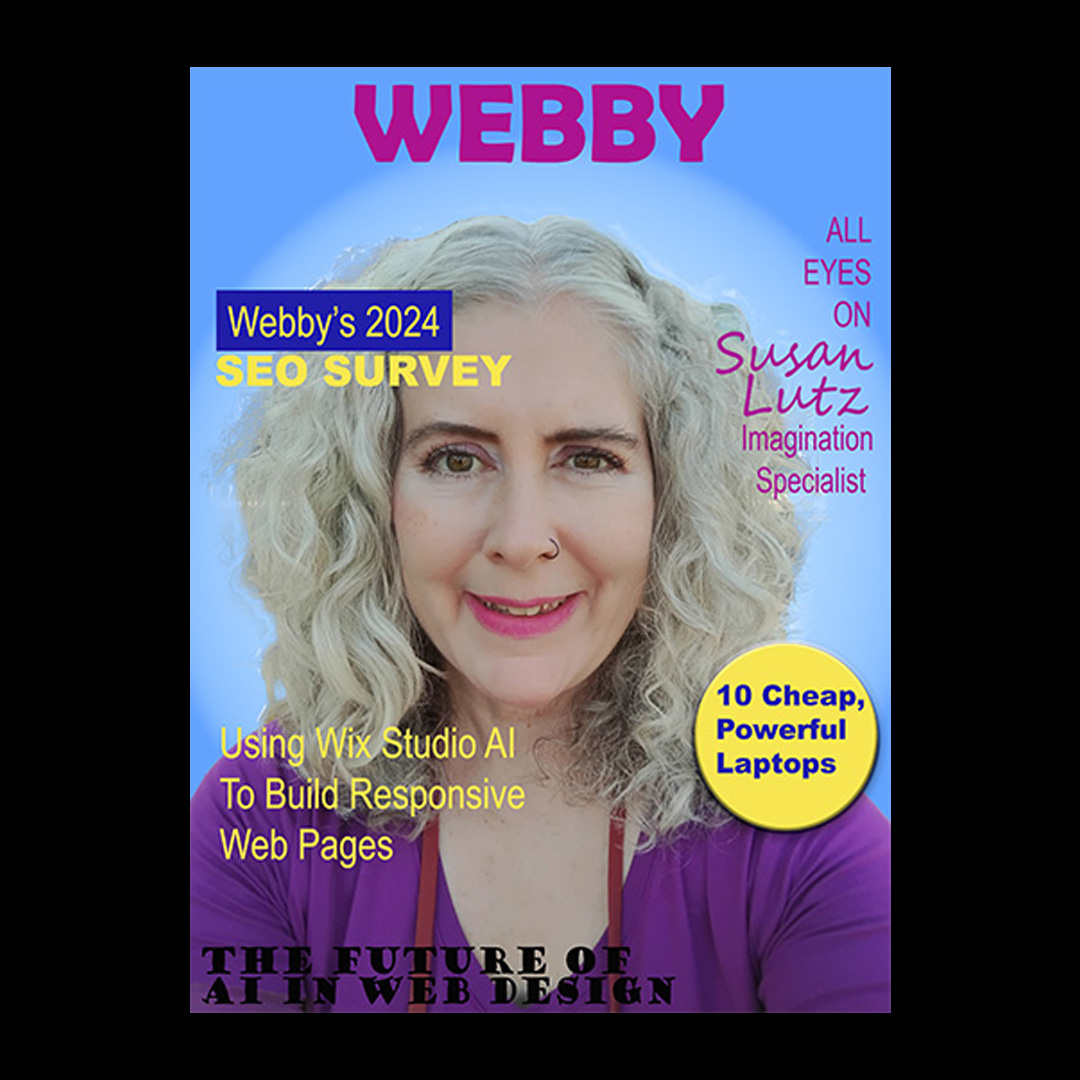 WEBBY
ALL
EYES
ON
Susan
Lutz
Imagination
Specialist
Webby's 2024
SEO SURVEY
10 Cheap,
Powerful
Laptops
Using Wix Studio AI
To Build Responsive
Web Pages
THE FUTURE OF
AI IN WEB DESIGN